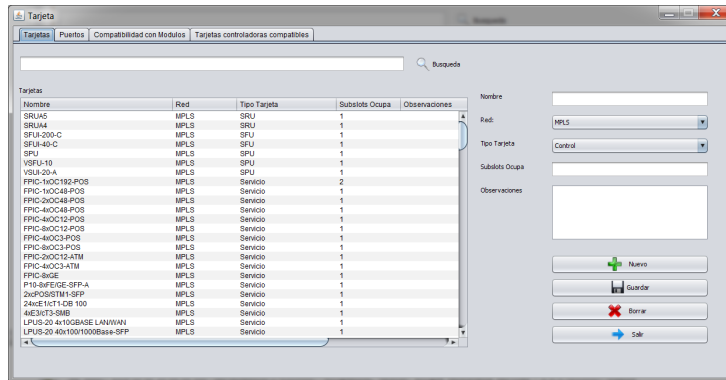 Tarjeta
Tarjetas Puertos Compatibilidad con Modulos Tarjetas controladoras compatibles
Busqueda
Tarjetas
Nombre Red Tipo Tarjeta Subslots Ocupa Observaciones
SRUA5 MPLS SRU 1
SRUA4 MPLS SRU 1
SFUI-200-C MPLS SFU 1
SFUI-40-C MPLS SFU 1
SPU MPLS SPU 1
VSFU-10 MPLS SPU 1
VSUI-20-A MPLS SPU 1
FPIC-1xOC192-POS MPLS Servicio 2
FPIC-1xOC48-POS MPLS Servicio 1
FPIC-2xOC48-POS MPLS Servicio 1
FPIC-4xOC48-POS MPLS Servicio 1
FPIC-4xOC12-POS MPLS Servicio 1
FPIC-8xOC12-POS MPLS Servicio 1
FPIC-4xOC3-POS MPLS Servicio 1
FPIC-8xOC3-POS MPLS Servicio 1
FPIC-2xOC12-ATM MPLS Servicio 1
FPIC-4xOC3-ATM MPLS Servicio 1
FPIC-8xGE MPLS Servicio 1
P10-8xFE/GE-SFP-A MPLS Servicio 1
2xcPOS/STM1-SFP MPLS Servicio 1
24xcE1/cT1-DB 100 MPLS Servicio 1
4xE3/cT3-SMB MPLS Servicio 1
LPUS-20 4x10GBASE LAN/WAN MPLS Servicio 1
LPUS-20 40x100/1000Base-SFP MPLS Servicio 1
Nombre
Red: MPLS
Tipo Tarjeta Control
Subslots Ocupa
Observaciones
Nuevo
Guardar
Borrar
Salir